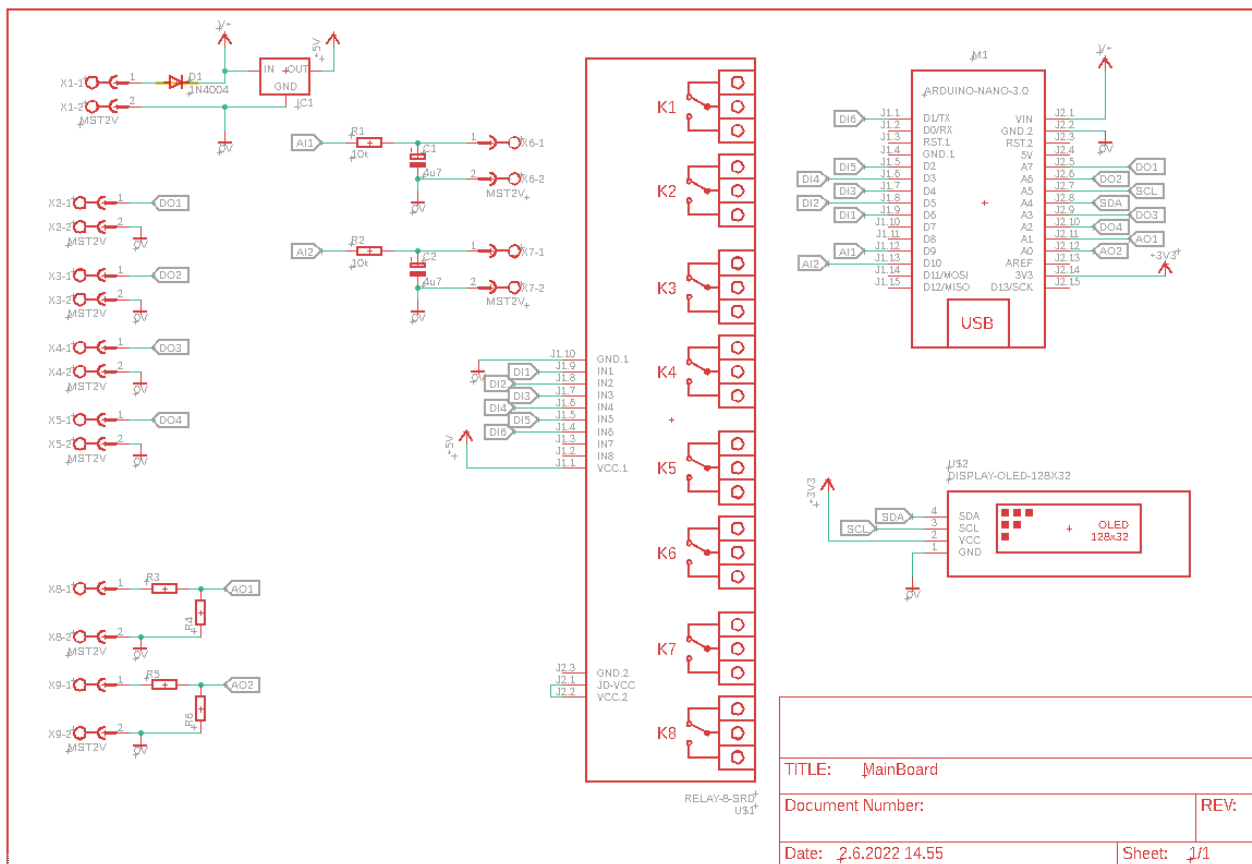 V+
+5V
X1-1 1 D1 IN OUT
1N4004 GND
X1-2 2 IC1
MST2V
0V
AI1 R1 1 X6-1
10k C1
4u7 2 X6-2
MST2V
0V
AI2 R2 1 X7-1
10k C2
4u7 2 X7-2
MST2V
0V
X2-1 1 DO1
X2-2 2
MST2V 0V
X3-1 1 DO2
X3-2 2
MST2V 0V
X4-1 1 DO3
X4-2 2
MST2V 0V
X5-1 1 DO4
X5-2 2
MST2V 0V
X8-1 1 R3 AO1
R4
X8-2 2
MST2V 0V
X9-1 1 R5 AO2
R6
X9-2 2
MST2V 0V
K1
K2
K3
K4
K5
K6
K7
K8
0V J1.10 GND.1
DI1 J1.9 IN1
DI2 J1.8 IN2
DI3 J1.7 IN3
DI4 J1.6 IN4
DI5 J1.5 IN5
DI6 J1.4 IN6
J1.3 IN7
J1.2 IN8
+5V J1.1 VCC.1
J2.3 GND.2
J2.1 JD-VCC
J2.2 VCC.2
RELAY-8-SRD
U$1
M1
V+
ARDUINO-NANO-3.0
DI6 J1.1 D1/TX VIN J2.1
J1.2 D0/RX GND.2 J2.2 0V
J1.3 RST.1 RST.2 J2.3
J1.4 GND.1 5V J2.4
DI5 J1.5 D2 A7 J2.5 DO1
DI4 J1.6 D3 A6 J2.6 DO2
DI3 J1.7 D4 A5 J2.7 SCL
DI2 J1.8 D5 A4 J2.8 SDA
DI1 J1.9 D6 A3 J2.9 DO3
J1.10 D7 A2 J2.10 DO4
J1.11 D8 A1 J2.11 AO1
AI1 J1.12 D9 A0 J2.12 AO2
AI2 J1.13 D10 AREF J2.13 +3V3
J1.14 D11/MOSI 3V3 J2.14
J1.15 D12/MISO D13/SCK J2.15
USB
U$2
DISPLAY-OLED-128X32
+3V3
SDA 4 SDA
SCL 3 SCL
2 VCC
1 GND
0V
OLED
128x32
TITLE: MainBoard
Document Number:
REV:
Date: 2.6.2022 14.55
Sheet: 1/1